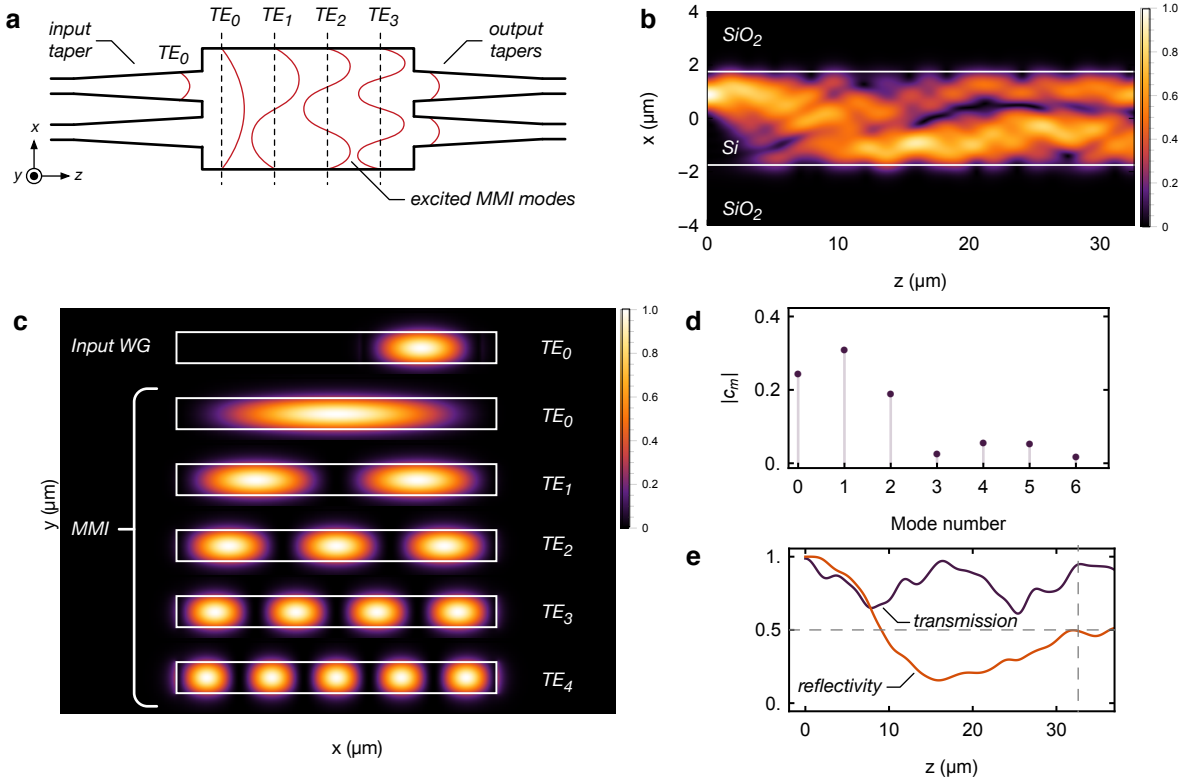 a
input
taper
TE0
TE0
TE1
TE2
TE3
output
tapers
x
y
z
excited MMI modes
b
SiO2
Si
SiO2
x (μm)
4
2
0
−2
−4
0
10
20
30
z (μm)
1.0
0.8
0.6
0.4
0.2
0
c
Input WG
TE0
TE0
TE1
TE2
TE3
TE4
MMI
y (μm)
x (μm)
1.0
0.8
0.6
0.4
0.2
0
d
|cm|
0.4
0.2
0.
0
1
2
3
4
5
6
Mode number
e
1.
0.5
0.
transmission
reflectivity
0
10
20
30
z (μm)